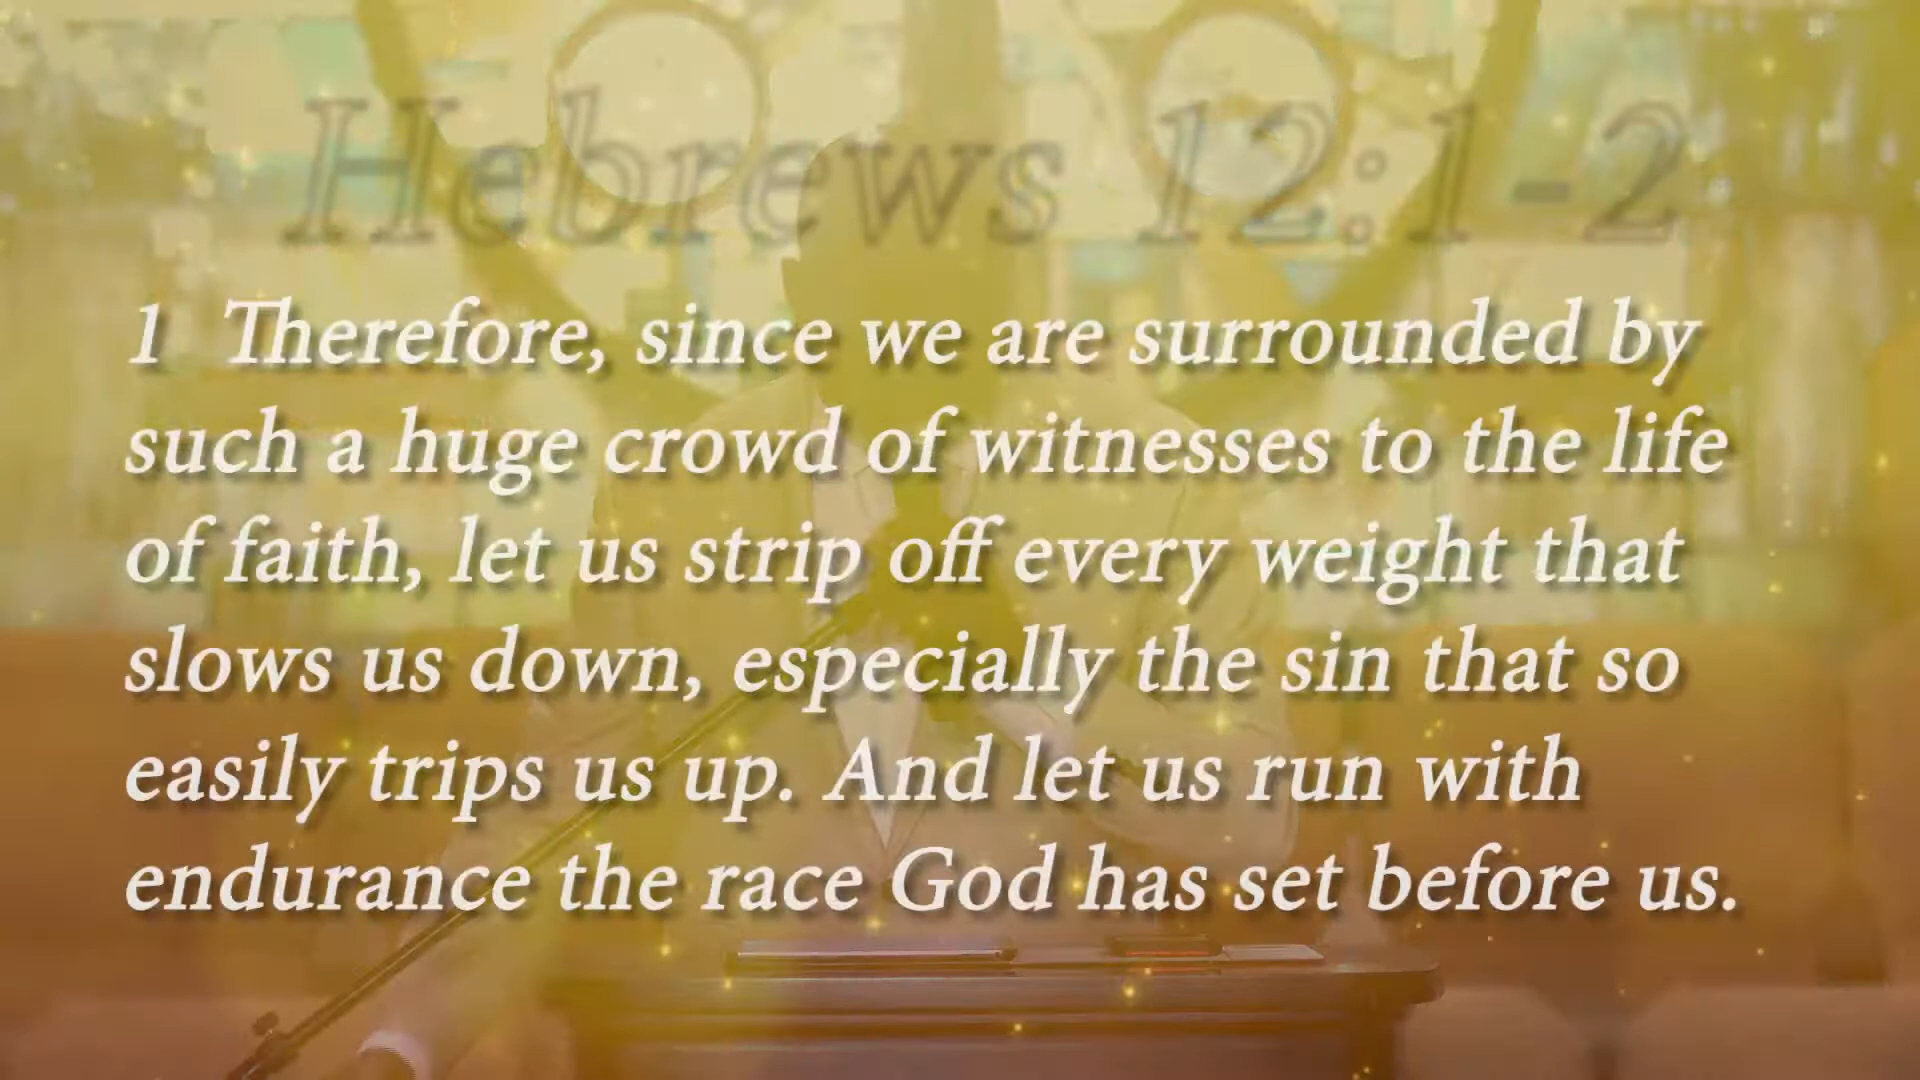 Hebrews 12:1-2
1 Therefore, since we are surrounded by
such a huge crowd of witnesses to the life
of faith, let us strip off every weight that
slows us down, especially the sin that so
easily trips us up. And let us run with
endurance the race God has set before us.